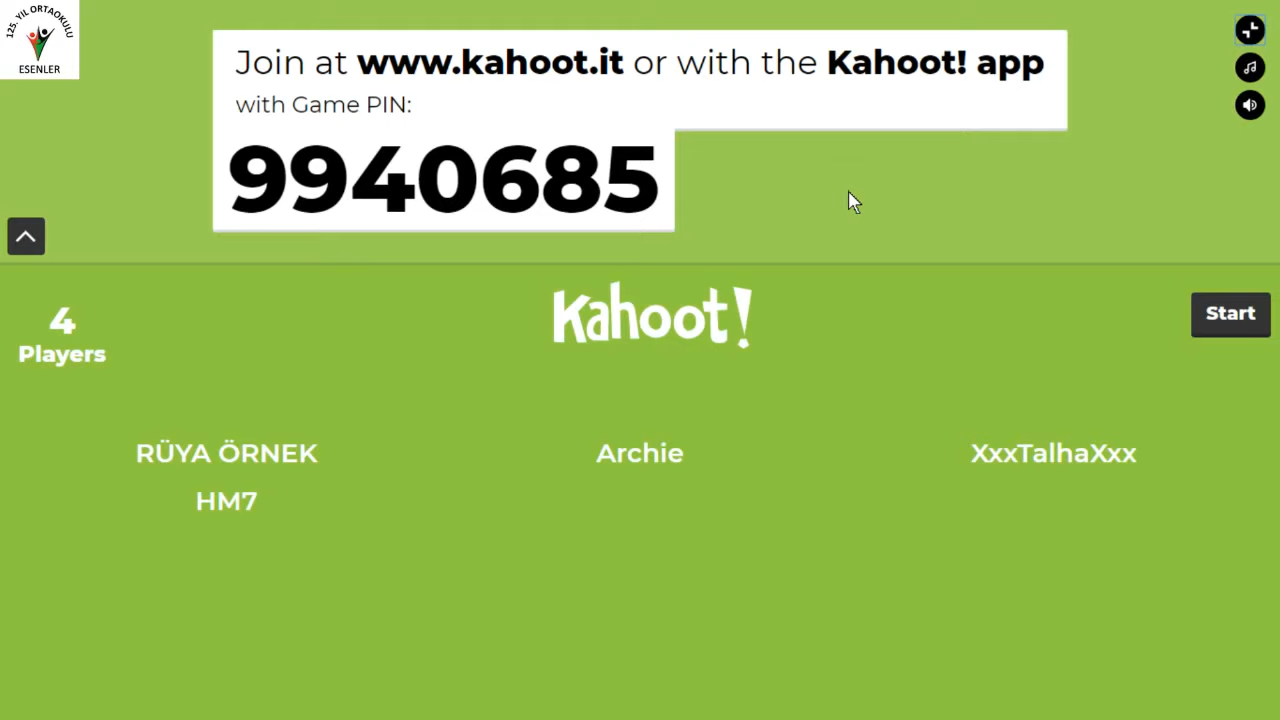 125. YIL ORTAOKULU
ESENLER
Join at www.kahoot.it or with the Kahoot! app
with Game PIN:
9940685
Kahoot!
4
Players
Start
RÜYA ÖRNEK
Archie
XxxTalhaXxx
HM7